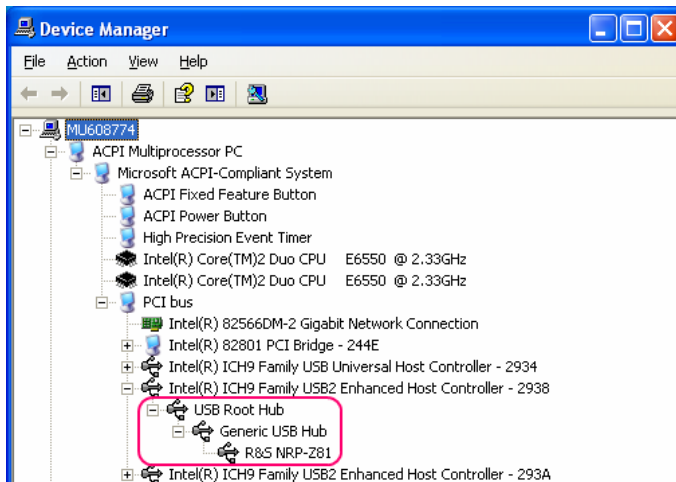 Device Manager
File Action View Help
MU608774
ACPI Multiprocessor PC
Microsoft ACPI-Compliant System
ACPI Fixed Feature Button
ACPI Power Button
High Precision Event Timer
Intel(R) Core(TM)2 Duo CPU E6550 @ 2.33GHz
Intel(R) Core(TM)2 Duo CPU E6550 @ 2.33GHz
PCI bus
Intel(R) 82566DM-2 Gigabit Network Connection
Intel(R) 82801 PCI Bridge - 244E
Intel(R) ICH9 Family USB Universal Host Controller - 2934
Intel(R) ICH9 Family USB2 Enhanced Host Controller - 2938
USB Root Hub
Generic USB Hub
R&S NRP-Z81
Intel(R) ICH9 Family USB2 Enhanced Host Controller - 293A